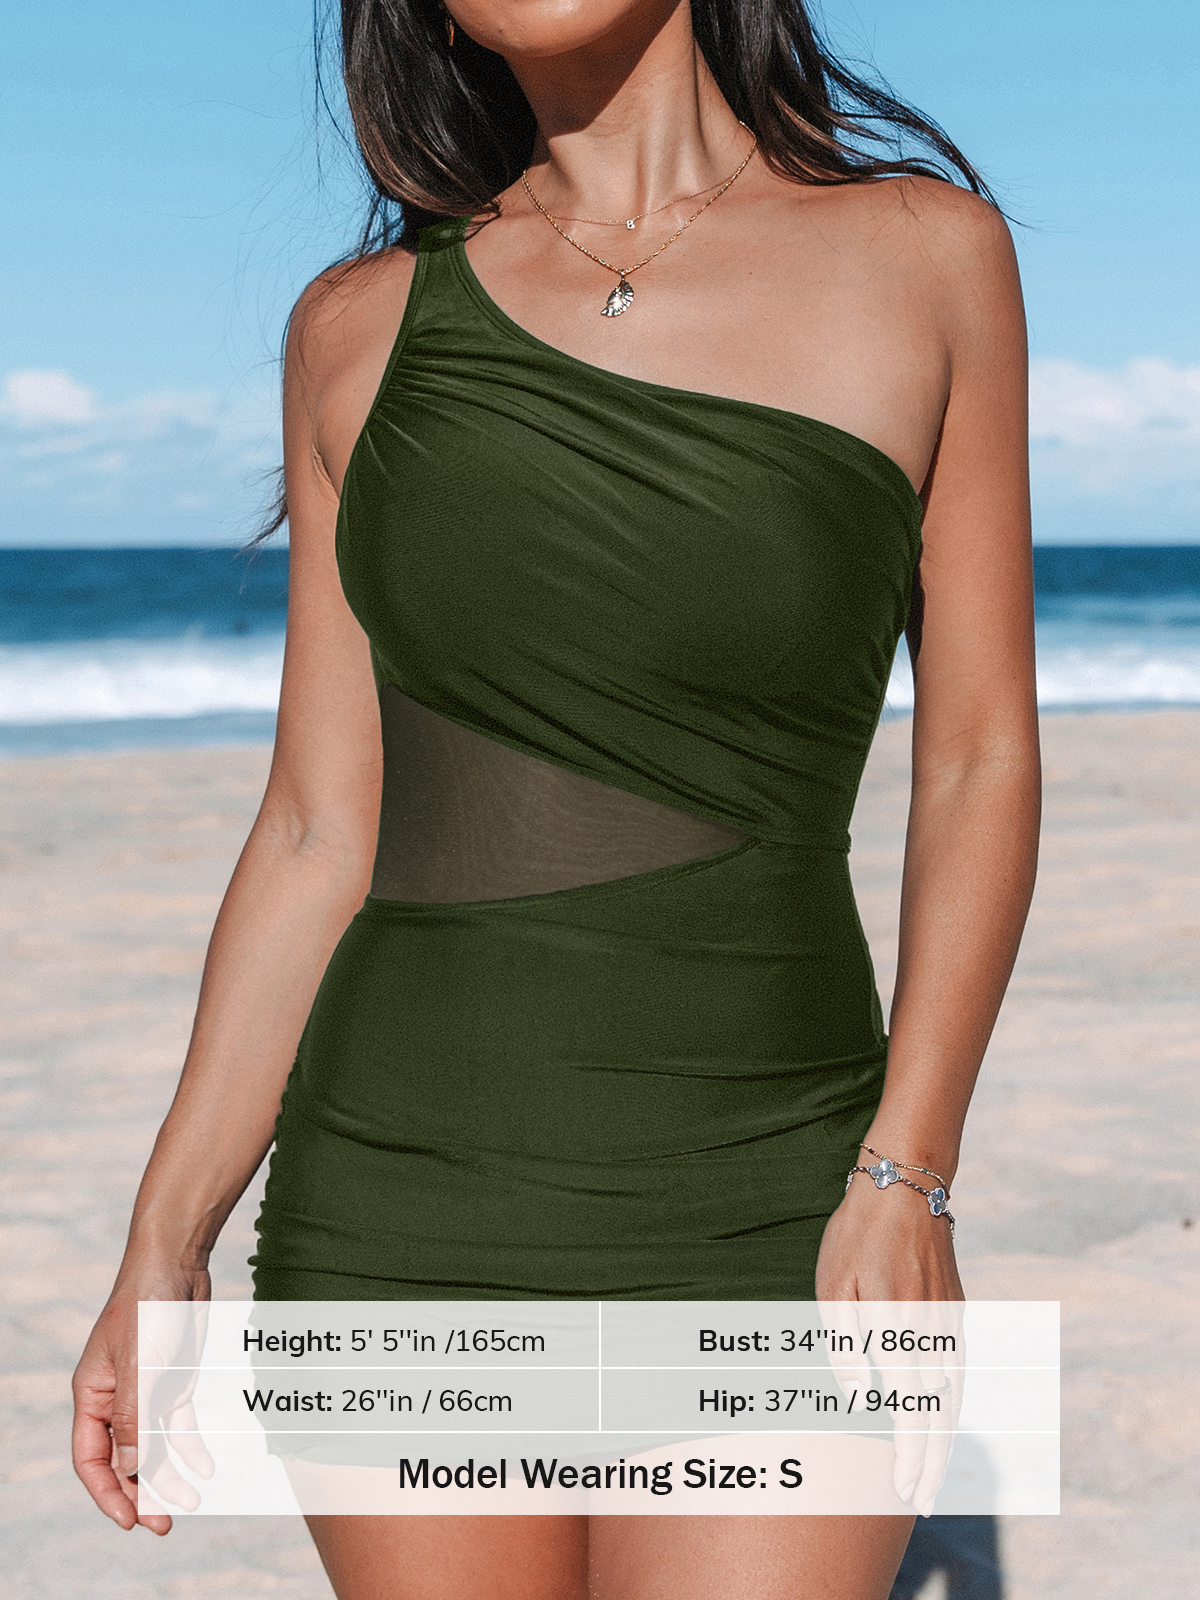 B
Height: 5' 5''in /165cm
Bust: 34''in / 86cm
Waist: 26''in / 66cm
Hip: 37''in / 94cm
Model Wearing Size: S